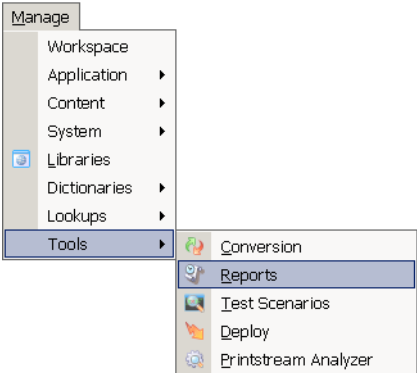 Manage
Workspace
Application
Content
System
Libraries
Dictionaries
Lookups
Tools
Conversion
Reports
Test Scenarios
Deploy
Printstream Analyzer